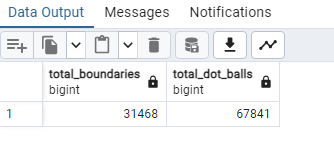 Data Output Messages Notifications
total_boundaries total_dot_balls
bigint bigint
1 31468 67841